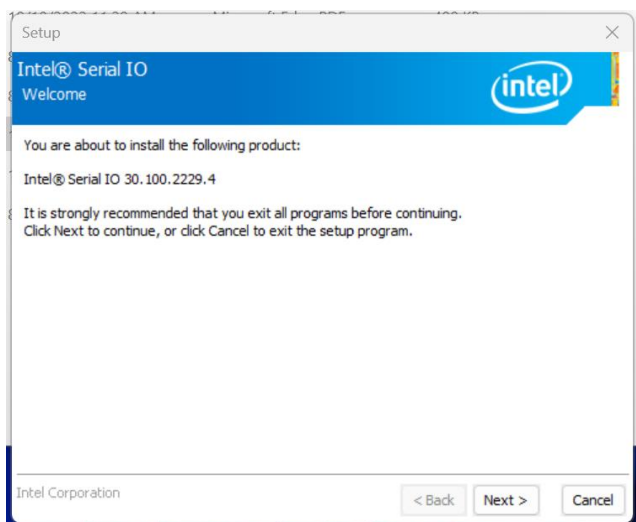 Setup
Intel® Serial IO
Welcome
intel
You are about to install the following product:
Intel® Serial IO 30.100.2229.4
It is strongly recommended that you exit all programs before continuing.
Click Next to continue, or click Cancel to exit the setup program.
Intel Corporation
< Back Next > Cancel